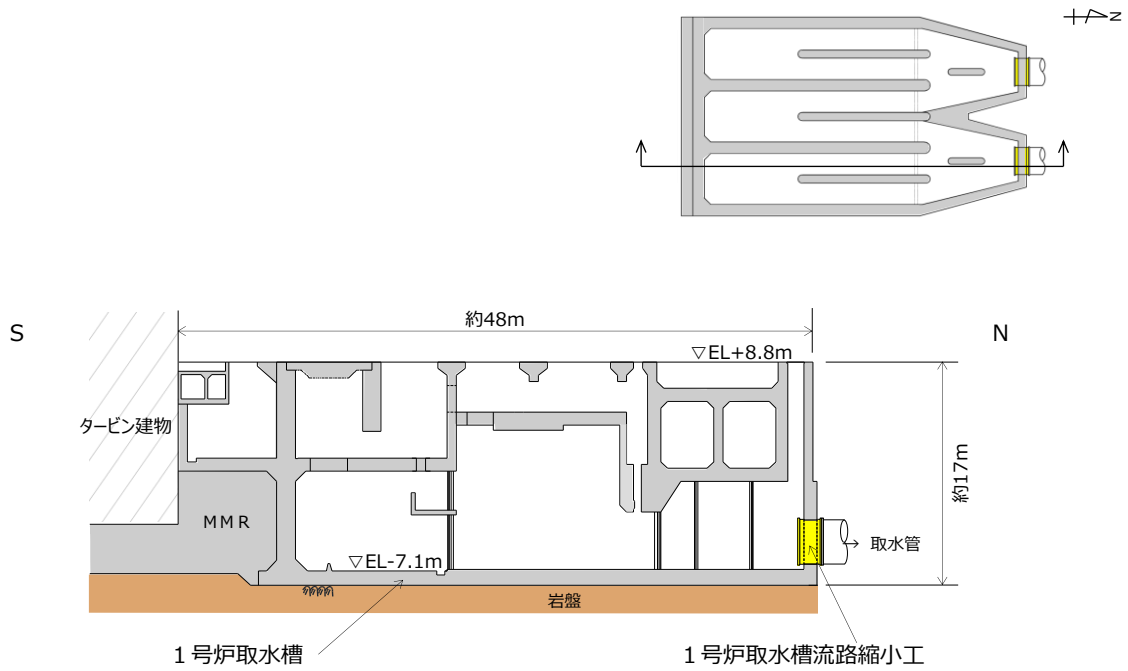 N
約48m
S
N
▽EL+8.8m
タービン建物
約17m
MMR
取水管
▽EL-7.1m
岩盤
1号炉取水槽
1号炉取水槽流路縮小工